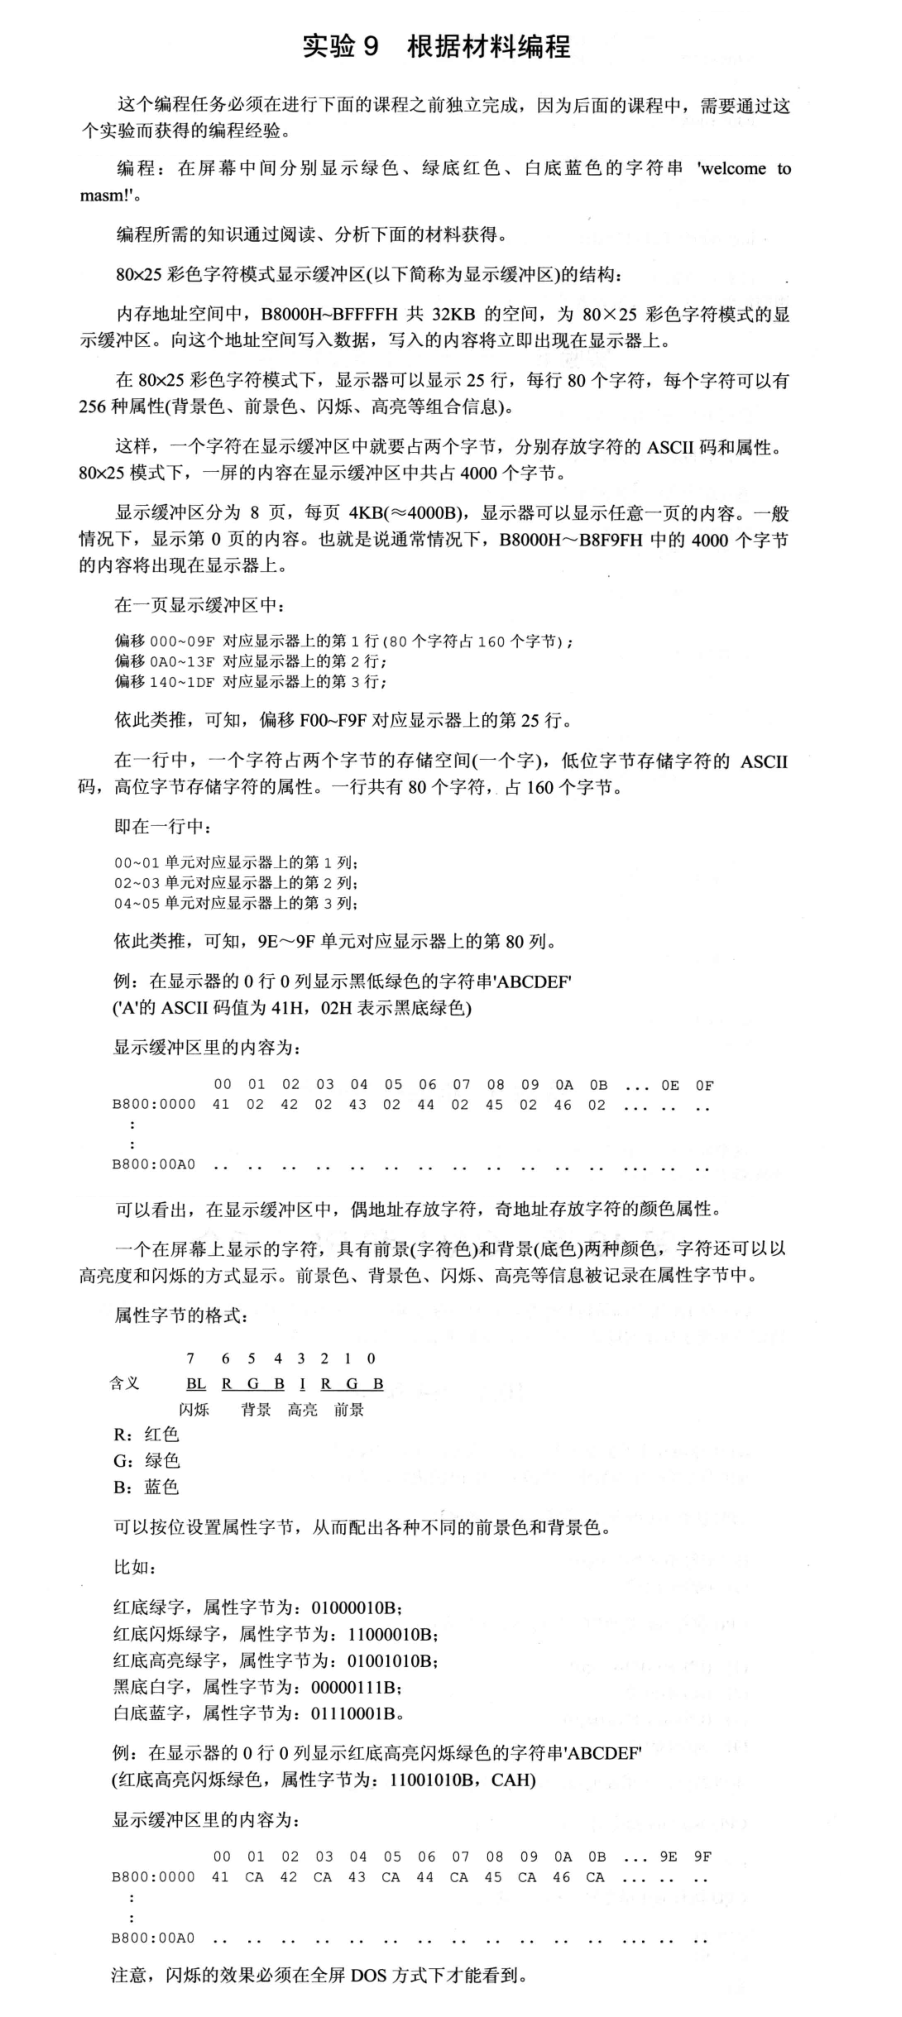 实验 9 根据材料编程
这个编程任务必须在进行下面的课程之前独立完成，因为后面的课程中，需要通过这
个实验而获得的编程经验。
编程：在屏幕中间分别显示绿色、绿底红色、白底蓝色的字符串 'welcome to
masm!'。
编程所需的知识通过阅读、分析下面的材料获得。
80×25 彩色字符模式显示缓冲区(以下简称为显示缓冲区)的结构：
内存地址空间中，B8000H~BFFFFH 共 32KB 的空间，为 80×25 彩色字符模式的显
示缓冲区。向这个地址空间写入数据，写入的内容将立即出现在显示器上。
在 80×25 彩色字符模式下，显示器可以显示 25 行，每行 80 个字符，每个字符可以有
256 种属性(背景色、前景色、闪烁、高亮等组合信息)。
这样，一个字符在显示缓冲区中就要占两个字节，分别存放字符的 ASCII 码和属性。
80×25 模式下，一屏的内容在显示缓冲区中共占 4000 个字节。
显示缓冲区分为 8 页，每页 4KB(≈4000B)，显示器可以显示任意一页的内容。一般
情况下，显示第 0 页的内容。也就是说通常情况下，B8000H～B8F9FH 中的 4000 个字节
的内容将出现在显示器上。
在一页显示缓冲区中：
偏移 000~09F 对应显示器上的第 1 行(80 个字符占 160 个字节)；
偏移 0A0~13F 对应显示器上的第 2 行；
偏移 140~1DF 对应显示器上的第 3 行；
依此类推，可知，偏移 F00~F9F 对应显示器上的第 25 行。
在一行中，一个字符占两个字节的存储空间(一个字)，低位字节存储字符的 ASCII
码，高位字节存储字符的属性。一行共有 80 个字符，占 160 个字节。
即在一行中：
00~01 单元对应显示器上的第 1 列；
02~03 单元对应显示器上的第 2 列；
04~05 单元对应显示器上的第 3 列；
依此类推，可知，9E～9F 单元对应显示器上的第 80 列。
例：在显示器的 0 行 0 列显示黑低绿色的字符串'ABCDEF'
('A'的 ASCII 码值为 41H，02H 表示黑底绿色)
显示缓冲区里的内容为：
00 01 02 03 04 05 06 07 08 09 0A 0B ... 0E 0F
B800:0000 41 02 42 02 43 02 44 02 45 02 46 02 ... .. ..
:
:
B800:00A0 .. .. .. .. .. .. .. .. .. .. .. .. ... .. ..
可以看出，在显示缓冲区中，偶地址存放字符，奇地址存放字符的颜色属性。
一个在屏幕上显示的字符，具有前景(字符色)和背景(底色)两种颜色，字符还可以以
高亮度和闪烁的方式显示。前景色、背景色、闪烁、高亮等信息被记录在属性字节中。
属性字节的格式：
7 6 5 4 3 2 1 0
含义 BL R G B I R G B
闪烁 背景 高亮 前景
R：红色
G：绿色
B：蓝色
可以按位设置属性字节，从而配出各种不同的前景色和背景色。
比如：
红底绿字，属性字节为：01000010B；
红底闪烁绿字，属性字节为：11000010B；
红底高亮绿字，属性字节为：01001010B；
黑底白字，属性字节为：00000111B；
白底蓝字，属性字节为：01110001B。
例：在显示器的 0 行 0 列显示红底高亮闪烁绿色的字符串'ABCDEF'
(红底高亮闪烁绿色，属性字节为：11001010B，CAH)
显示缓冲区里的内容为：
00 01 02 03 04 05 06 07 08 09 0A 0B ... 9E 9F
B800:0000 41 CA 42 CA 43 CA 44 CA 45 CA 46 CA ... .. ..
:
:
B800:00A0 .. .. .. .. .. .. .. .. .. .. .. .. ... .. ..
注意，闪烁的效果必须在全屏 DOS 方式下才能看到。